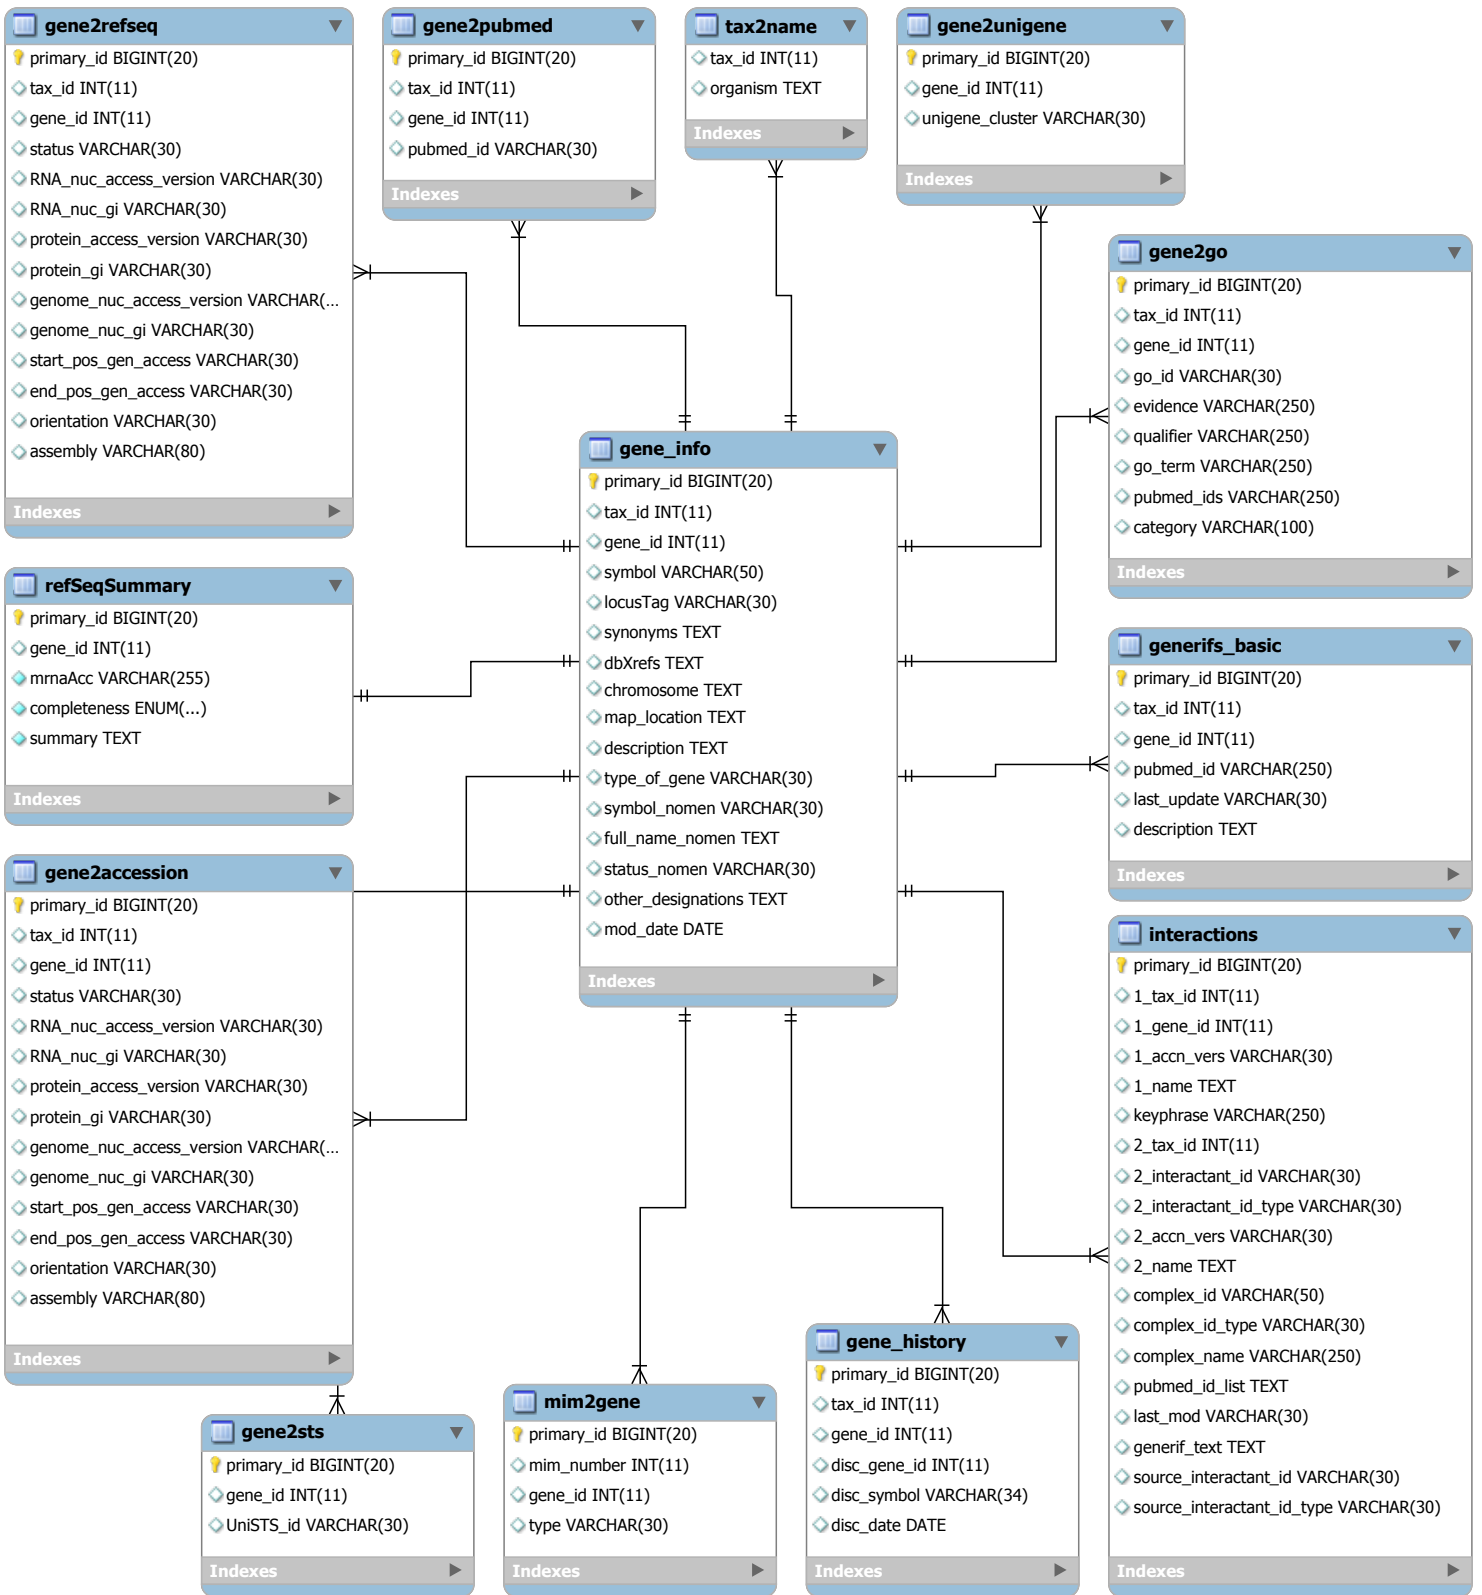 gene2refseq
primary_id BIGINT(20)
tax_id INT(11)
gene_id INT(11)
status VARCHAR(30)
RNA_nuc_access_version VARCHAR(30)
RNA_nuc_gi VARCHAR(30)
protein_access_version VARCHAR(30)
protein_gi VARCHAR(30)
genome_nuc_access_version VARCHAR(...
genome_nuc_gi VARCHAR(30)
start_pos_gen_access VARCHAR(30)
end_pos_gen_access VARCHAR(30)
orientation VARCHAR(30)
assembly VARCHAR(80)
Indexes
gene2pubmed
primary_id BIGINT(20)
tax_id INT(11)
gene_id INT(11)
pubmed_id VARCHAR(30)
Indexes
tax2name
tax_id INT(11)
organism TEXT
Indexes
gene2unigene
primary_id BIGINT(20)
gene_id INT(11)
unigene_cluster VARCHAR(30)
Indexes
gene2go
primary_id BIGINT(20)
tax_id INT(11)
gene_id INT(11)
go_id VARCHAR(30)
evidence VARCHAR(250)
qualifier VARCHAR(250)
go_term VARCHAR(250)
pubmed_ids VARCHAR(250)
category VARCHAR(100)
Indexes
gene_info
primary_id BIGINT(20)
tax_id INT(11)
gene_id INT(11)
symbol VARCHAR(50)
locusTag VARCHAR(30)
synonyms TEXT
dbXrefs TEXT
chromosome TEXT
map_location TEXT
description TEXT
type_of_gene VARCHAR(30)
symbol_nomen VARCHAR(30)
full_name_nomen TEXT
status_nomen VARCHAR(30)
other_designations TEXT
mod_date DATE
Indexes
refSeqSummary
primary_id BIGINT(20)
gene_id INT(11)
mrnaAcc VARCHAR(255)
completeness ENUM(...)
summary TEXT
Indexes
generifs_basic
primary_id BIGINT(20)
tax_id INT(11)
gene_id INT(11)
pubmed_id VARCHAR(250)
last_update VARCHAR(30)
description TEXT
Indexes
gene2accession
primary_id BIGINT(20)
tax_id INT(11)
gene_id INT(11)
status VARCHAR(30)
RNA_nuc_access_version VARCHAR(30)
RNA_nuc_gi VARCHAR(30)
protein_access_version VARCHAR(30)
protein_gi VARCHAR(30)
genome_nuc_access_version VARCHAR(...
genome_nuc_gi VARCHAR(30)
start_pos_gen_access VARCHAR(30)
end_pos_gen_access VARCHAR(30)
orientation VARCHAR(30)
assembly VARCHAR(80)
Indexes
interactions
primary_id BIGINT(20)
1_tax_id INT(11)
1_gene_id INT(11)
1_accn_vers VARCHAR(30)
1_name TEXT
keyphrase VARCHAR(250)
2_tax_id INT(11)
2_interactant_id VARCHAR(30)
2_interactant_id_type VARCHAR(30)
2_accn_vers VARCHAR(30)
2_name TEXT
complex_id VARCHAR(50)
complex_id_type VARCHAR(30)
complex_name VARCHAR(250)
pubmed_id_list TEXT
last_mod VARCHAR(30)
generif_text TEXT
source_interactant_id VARCHAR(30)
source_interactant_id_type VARCHAR(30)
Indexes
gene2sts
primary_id BIGINT(20)
gene_id INT(11)
UniSTS_id VARCHAR(30)
Indexes
mim2gene
primary_id BIGINT(20)
mim_number INT(11)
gene_id INT(11)
type VARCHAR(30)
Indexes
gene_history
primary_id BIGINT(20)
tax_id INT(11)
gene_id INT(11)
disc_gene_id INT(11)
disc_symbol VARCHAR(34)
disc_date DATE
Indexes